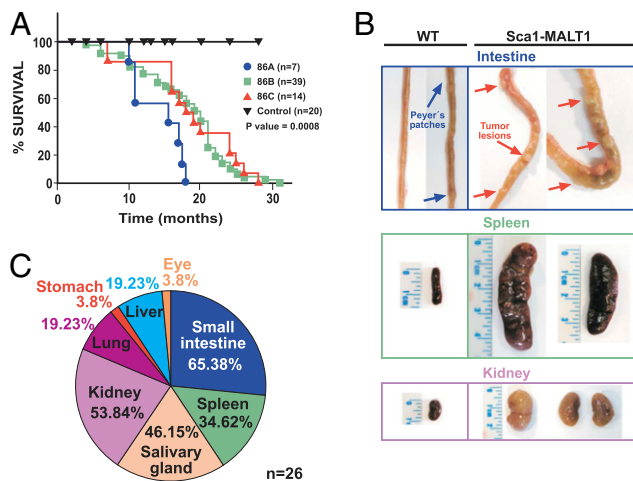 A
% SURVIVAL
100
80
60
40
20
0
0
10
20
30
Time (months)
86A (n=7)
86B (n=39)
86C (n=14)
Control (n=20)
P value = 0.0008
B
WT
Sca1-MALT1
Intestine
Peyer´s
patches
Tumor
lesions
Spleen
Kidney
C
Eye
3.8%
19.23%
Liver
Stomach
3.8%
19.23%
Lung
Small
intestine
65.38%
Kidney
53.84%
Spleen
34.62%
46.15%
Salivary
gland
n=26